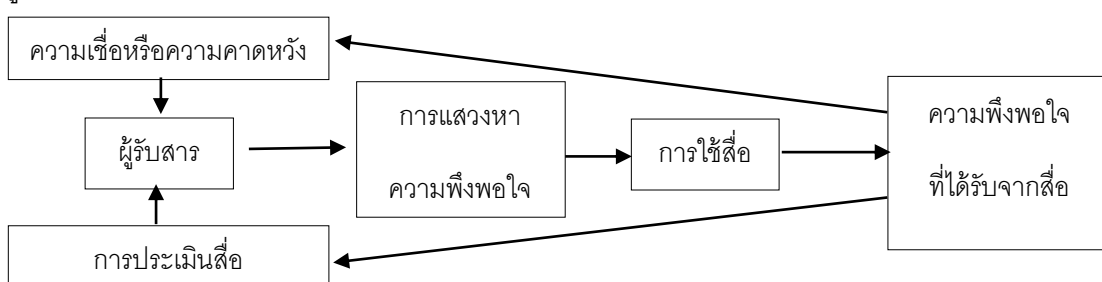 ความเชื่อหรือความคาดหวัง
ผู้รับสาร
การประเมินสื่อ
การแสวงหา
ความพึงพอใจ
การใช้สื่อ
ความพึงพอใจ
ที่ได้รับจากสื่อ